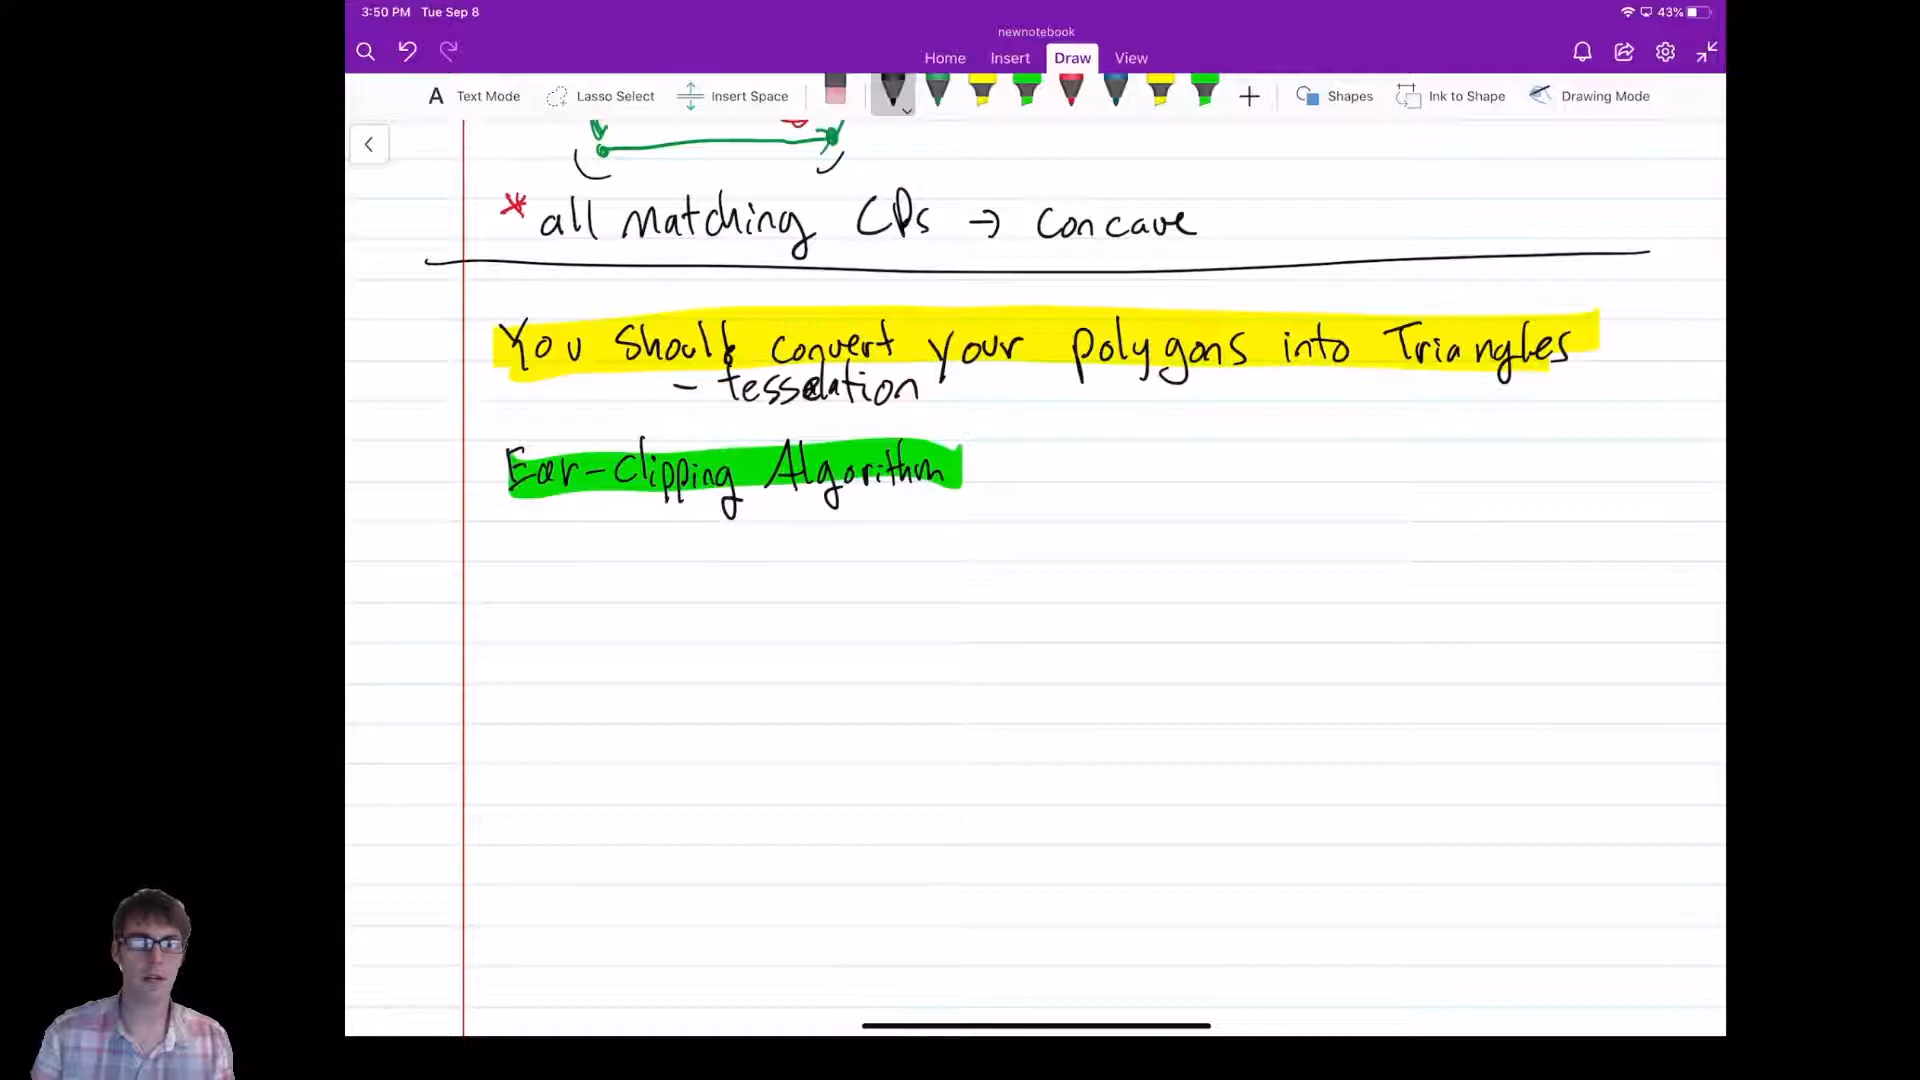 3:50 PM Tue Sep 8
43%
newnotebook
Home Insert Draw View
A Text Mode Lasso Select Insert Space + Shapes Ink to Shape Drawing Mode
* all matching CPs → concave
You should convert your polygons into Triangles
- tesselation
Ear-clipping Algorithm